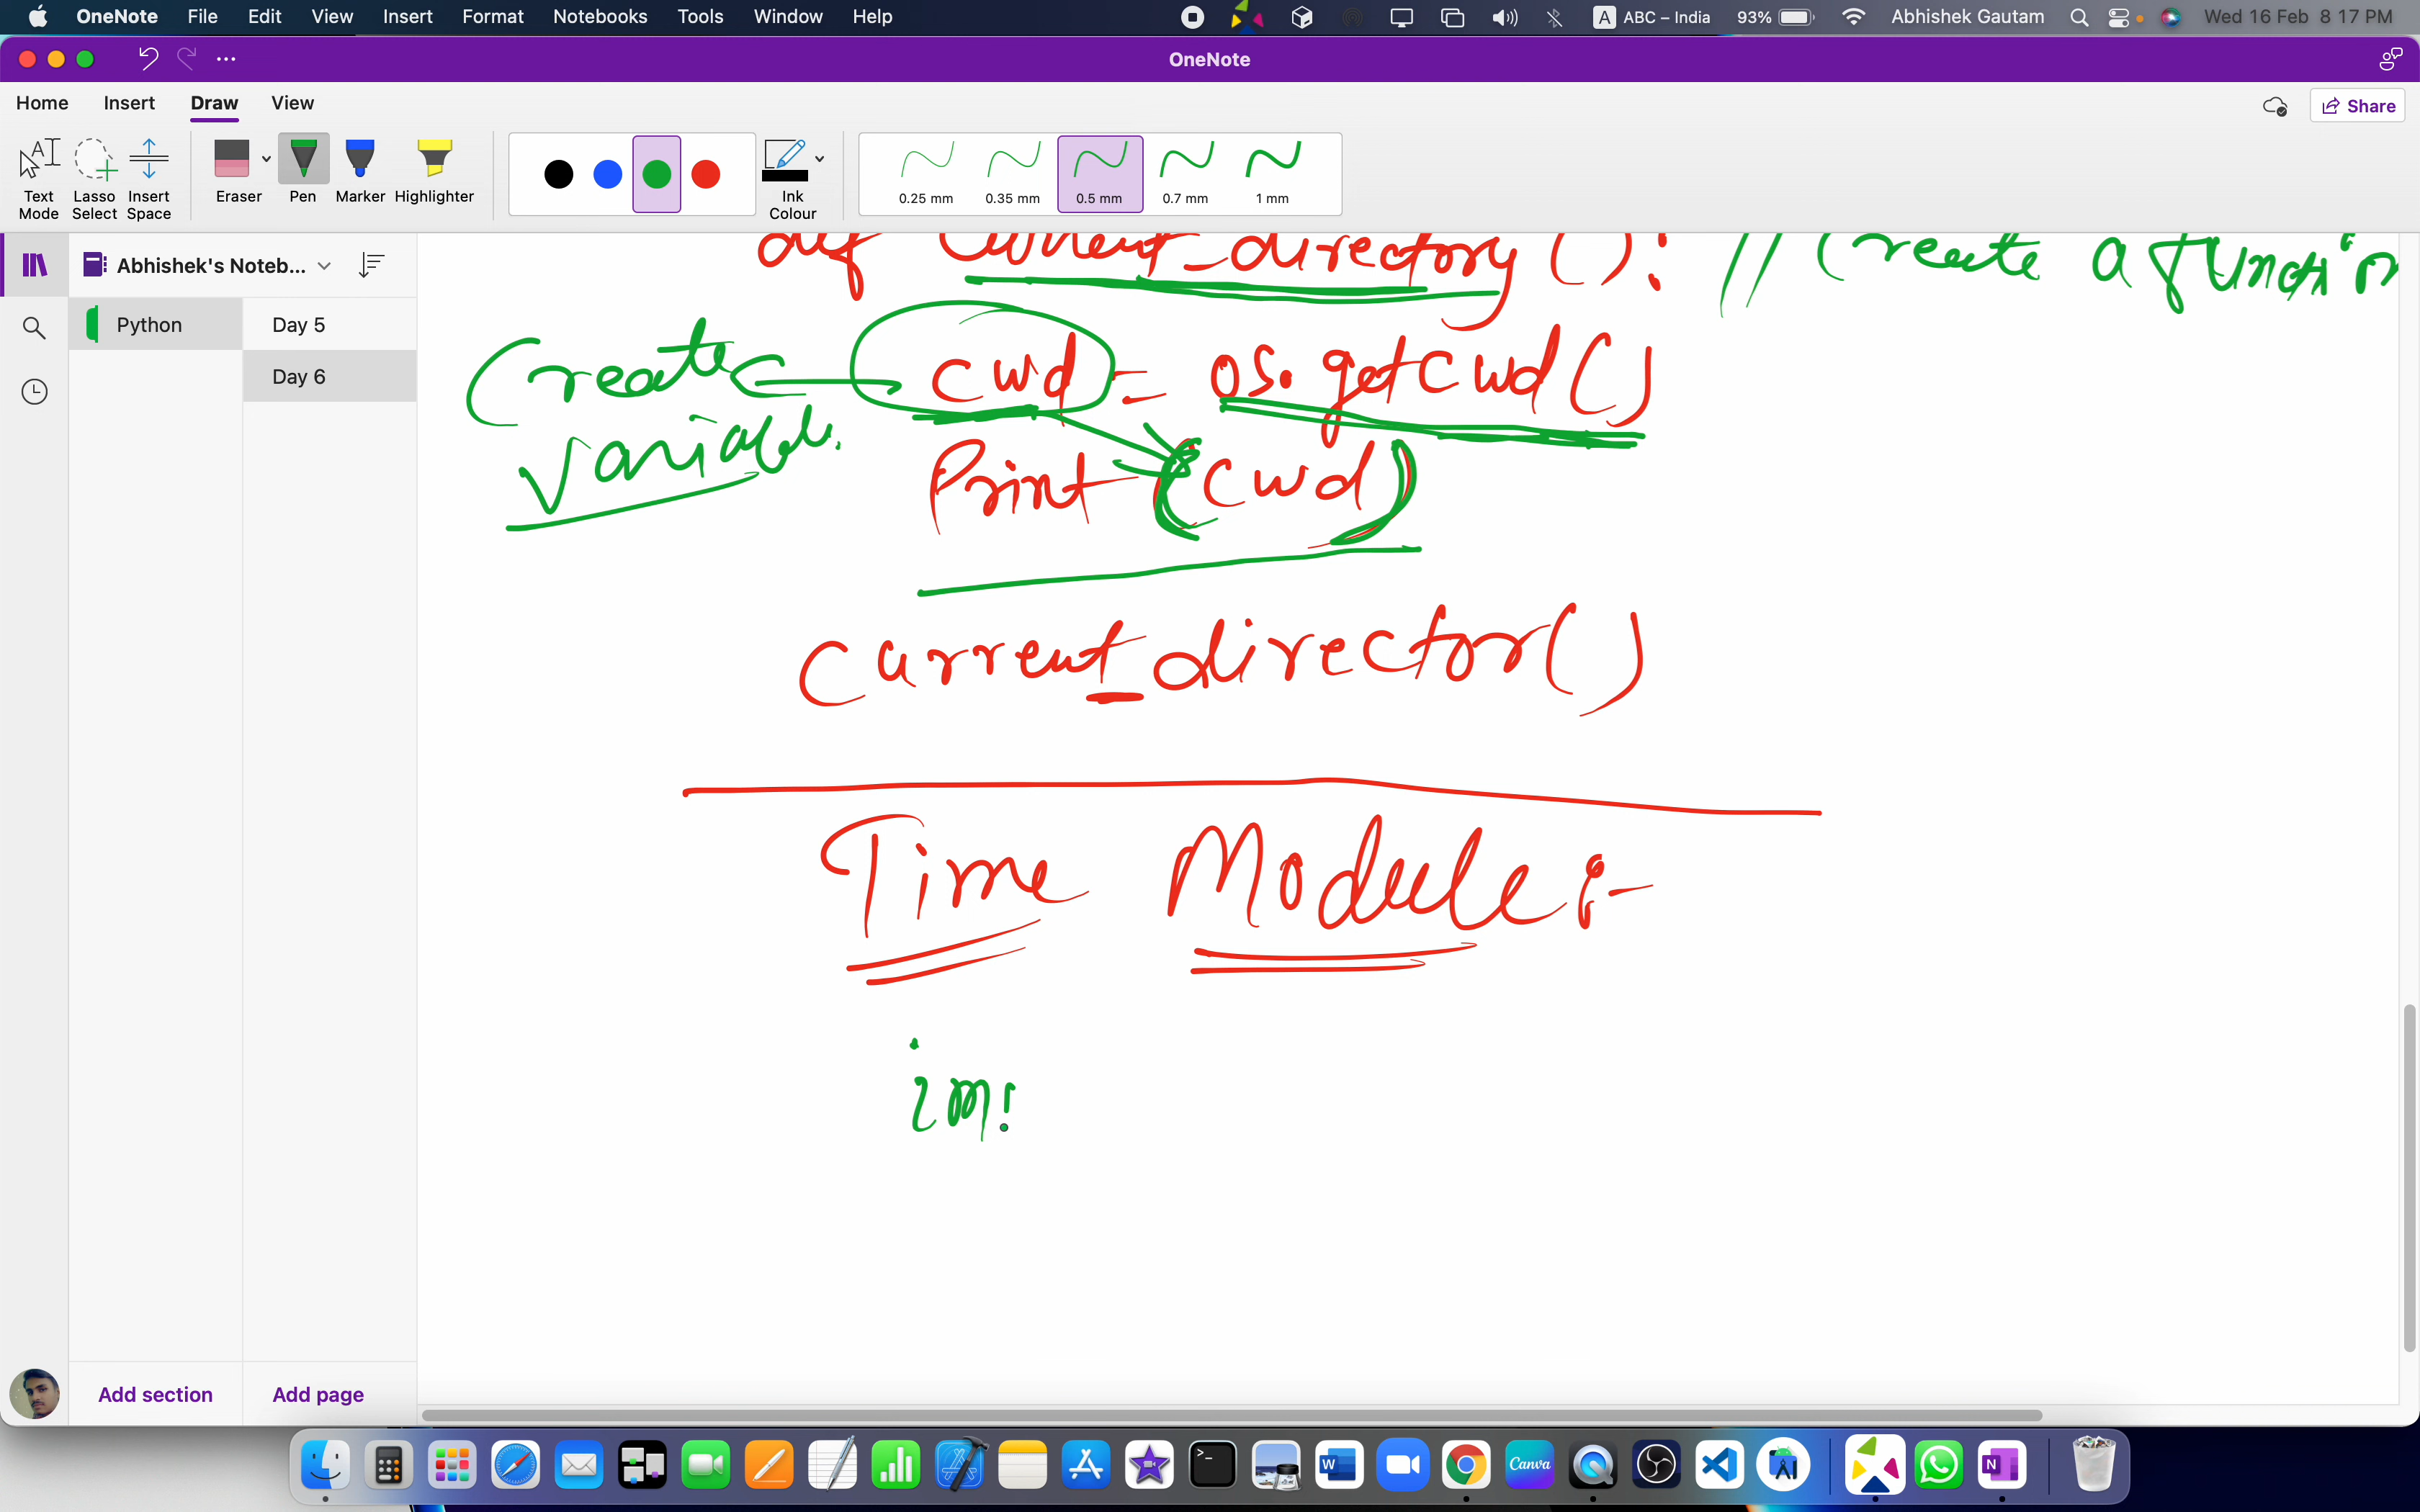 OneNote File Edit View Insert Format Notebooks Tools Window Help A ABC – India 93% Abhishek Gautam Wed 16 Feb 8 17 PM
OneNote
Home Insert Draw View Share
Text Mode Lasso Select Insert Space Eraser Pen Marker Highlighter Ink Colour 0.25 mm 0.35 mm 0.5 mm 0.7 mm 1 mm
Abhishek's Noteb...
Python Day 5
Day 6
def current_directory(): // Create a function
Create cwd = os.getcwd()
variable.
Print (cwd)
current_director()
Time Module :-
im
Add section Add page
W Canva N